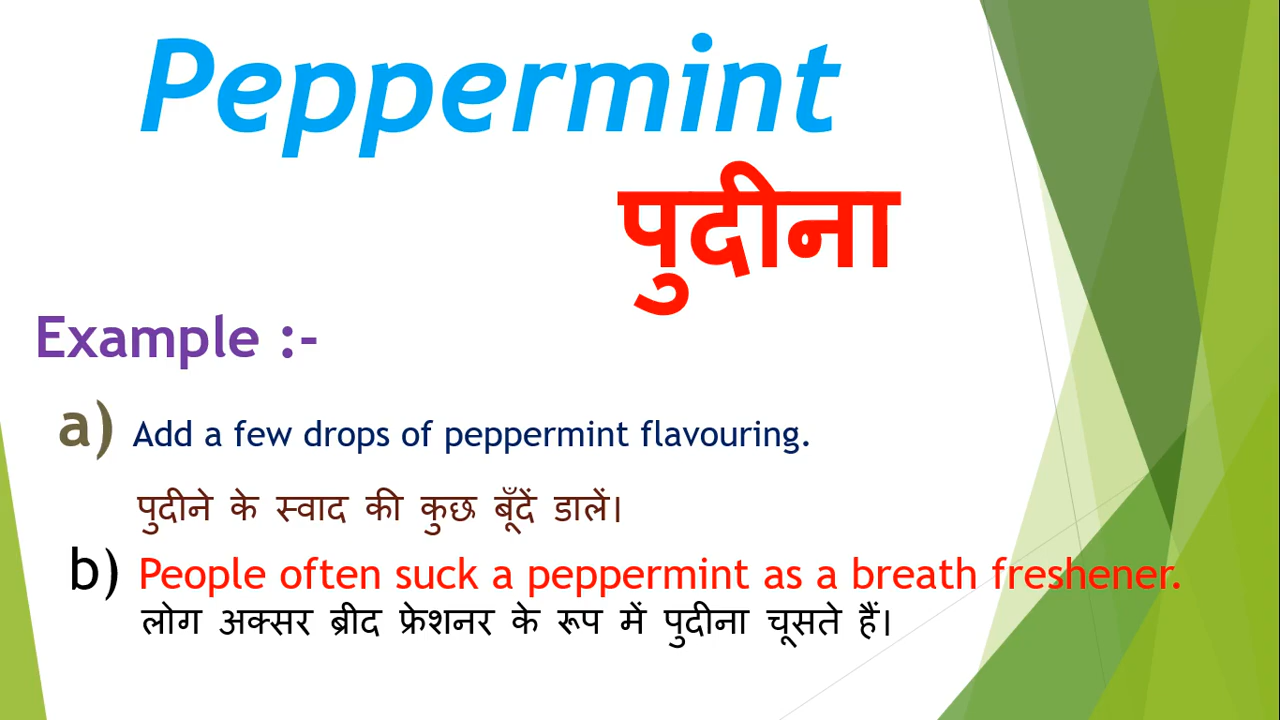 Peppermint
पुदीना
Example :-
a) Add a few drops of peppermint flavouring.
पुदीने के स्वाद की कुछ बूँदें डालें।
b) People often suck a peppermint as a breath freshener.
लोग अक्सर ब्रीद फ्रेशनर के रूप में पुदीना चूसते हैं।